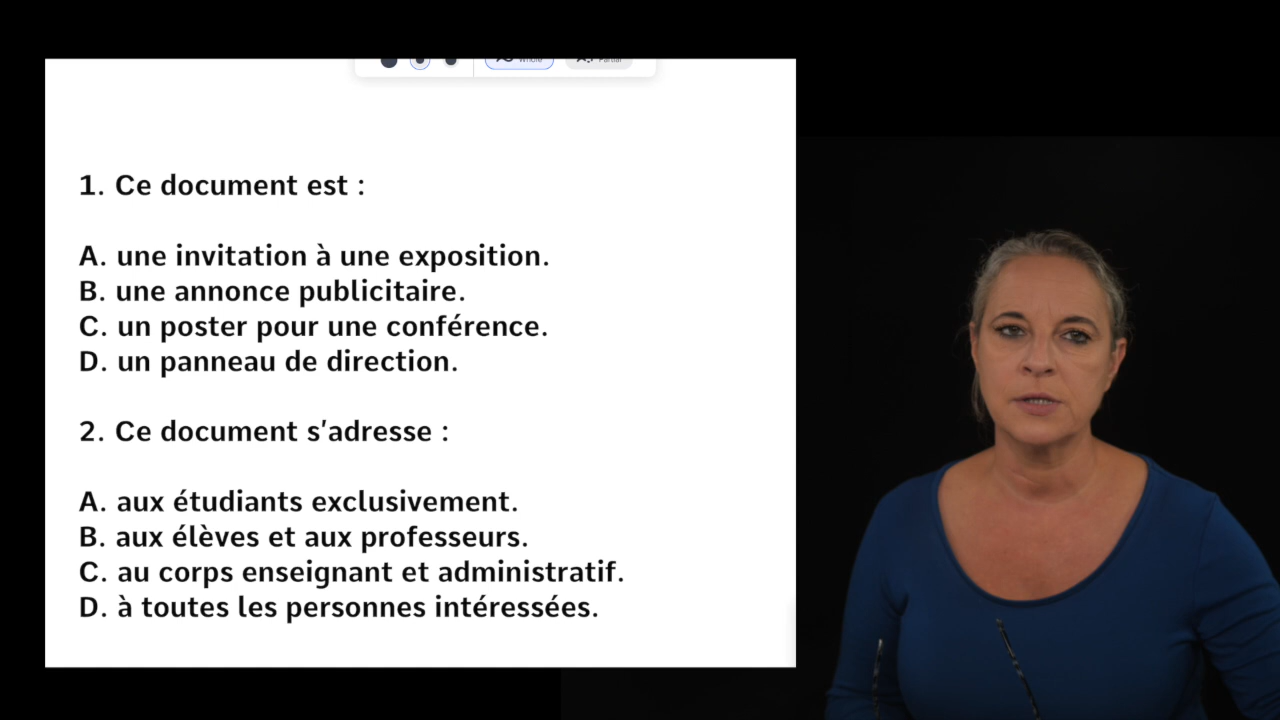 Whole
Partial
1. Ce document est :
A. une invitation à une exposition.
B. une annonce publicitaire.
C. un poster pour une conférence.
D. un panneau de direction.
2. Ce document s'adresse :
A. aux étudiants exclusivement.
B. aux élèves et aux professeurs.
C. au corps enseignant et administratif.
D. à toutes les personnes intéressées.